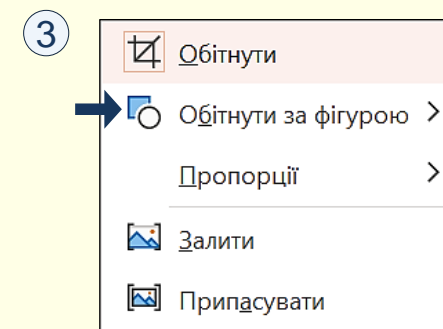 3
Обітнути
Обітнути за фігурою
Пропорції
Залити
Припасувати